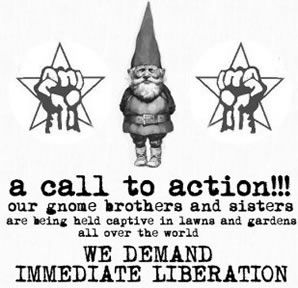 a call to action!!!
our gnome brothers and sisters
are being held captive in lawns and gardens
all over the world
WE DEMAND
IMMEDIATE LIBERATION